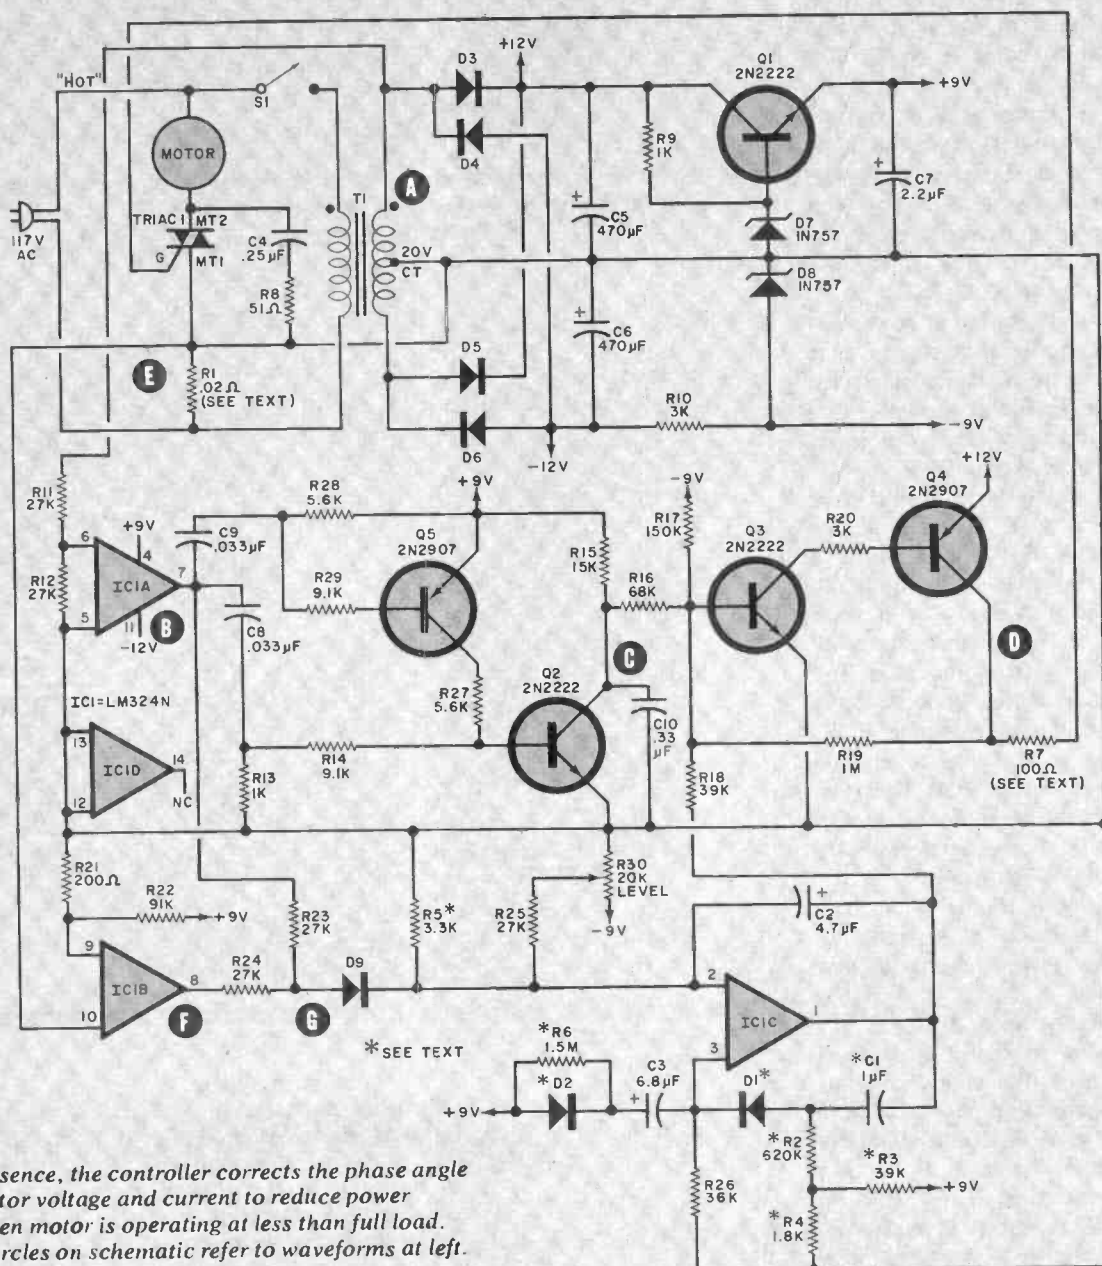 +12V
D3
Q1
2N2222
+9V
"HOT"
S1
D4
R9
1K
MOTOR
A
T1
C5
470µF
D7
1N757
C7
2.2µF
TRIAC 1
MT2
G
MT1
C4
.25µF
20V
CT
D8
1N757
117V
AC
R8
51Ω
C6
470µF
E
R1
.02Ω
(SEE TEXT)
D5
D6
R10
3K
-12V
-9V
R11
27K
+9V
R28
5.6K
+9V
-9V
Q4
2N2907
+12V
C9
.033µF
Q5
2N2907
R15
15K
R17
150K
Q3
2N2222
R20
3K
6
4
7
IC1A
R12
27K
5
11
B
-12V
R29
9.1K
R16
68K
C8
.033µF
C
D
IC1=LM324N
R27
5.6K
Q2
2N2222
C10
.33
µF
13
14
IC1D
12
NC
R14
9.1K
R13
1K
R19
1M
R7
100Ω
(SEE TEXT)
R18
39K
R21
200Ω
R22
91K
+9V
R23
27K
R5*
3.3K
R25
27K
R30
20K
LEVEL
-9V
C2
4.7µF
+
9
8
IC1B
10
R24
27K
D9
F
G
2
1
IC1C
3
*SEE TEXT
*R6
1.5M
*D2
+9V
C3
6.8µF
+
D1*
*C1
1µF
*R2
620K
*R3
39K
+9V
R26
36K
*R4
1.8K
sence, the controller corrects the phase angle
tor voltage and current to reduce power
en motor is operating at less than full load.
rcles on schematic refer to waveforms at left.